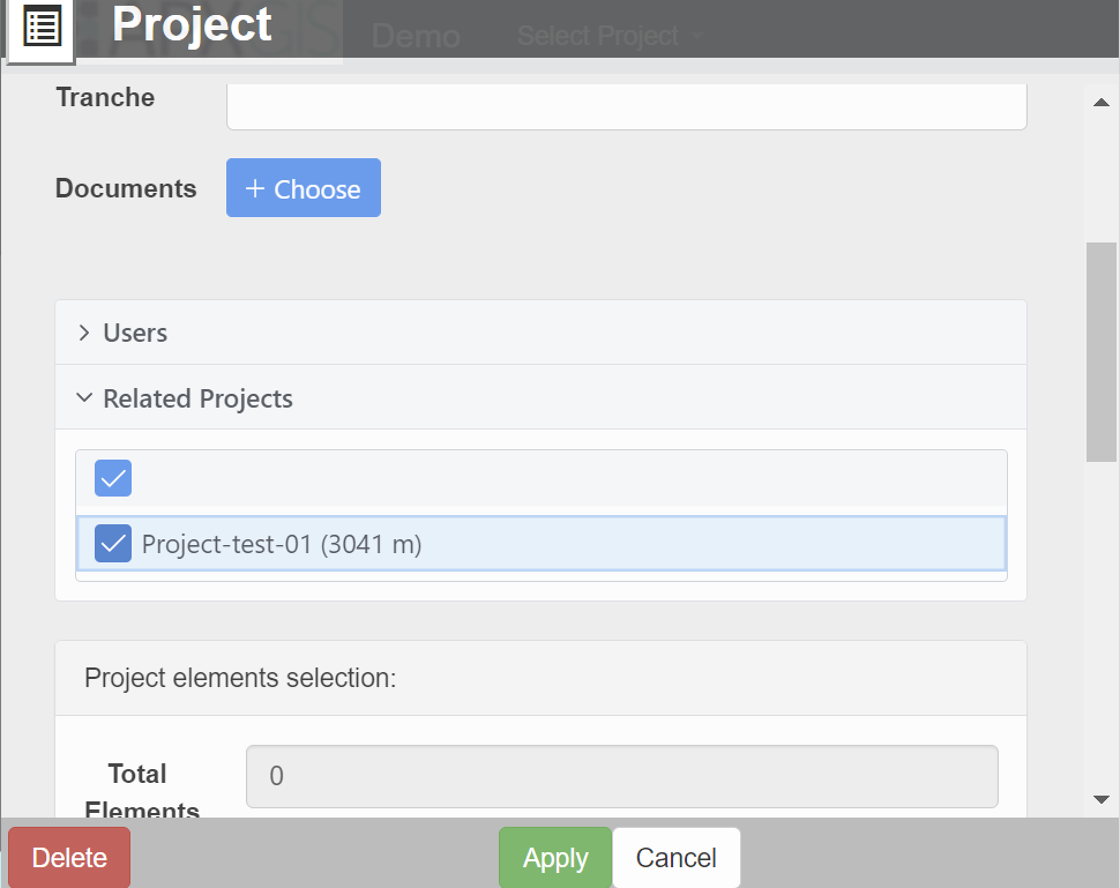 Project
Demo
Select Project
Tranche
Documents
+ Choose
Users
Related Projects
Project-test-01 (3041 m)
Project elements selection:
Total
Elements
0
Delete
Apply
Cancel